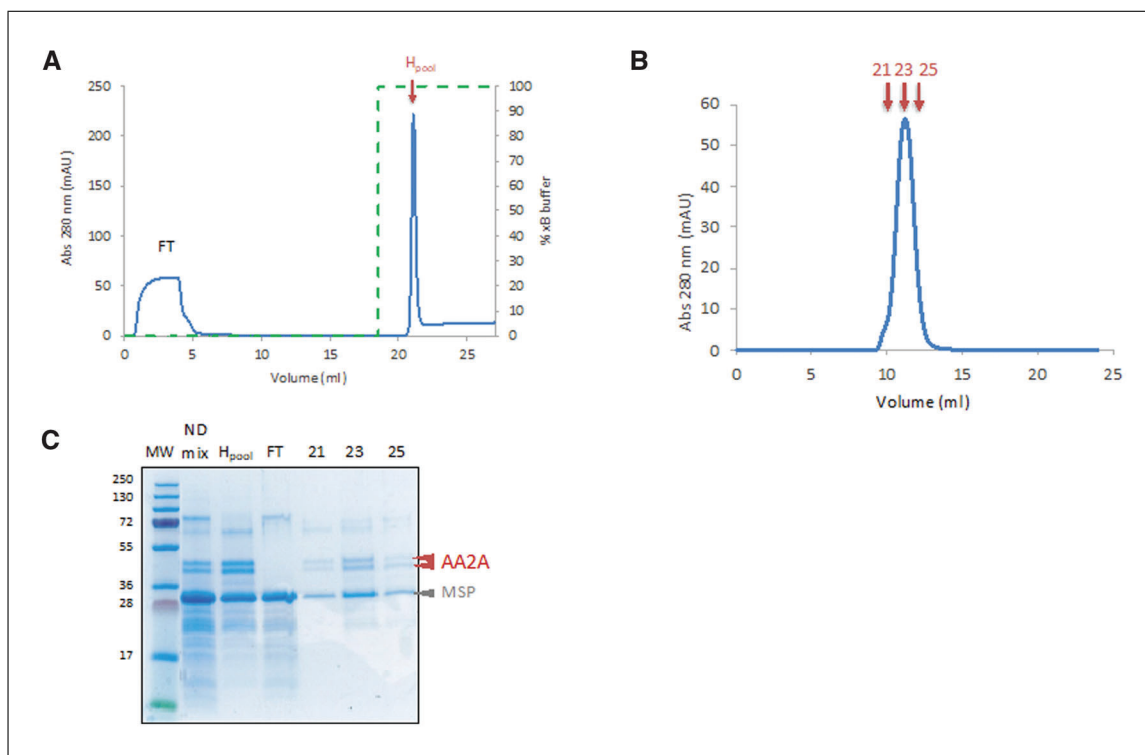 A
H_pool
250
200
150
100
50
0
Abs 280 nm (mAU)
FT
100
90
80
70
60
50
40
30
20
10
0
% xB buffer
0 5 10 15 20 25
Volume (ml)
B
21 23 25
60
50
40
30
20
10
0
Abs 280 nm (mAU)
0 5 10 15 20 25
Volume (ml)
C
ND
MW mix H_pool FT 21 23 25
250
130
72
55
36
28
17
AA2A
MSP